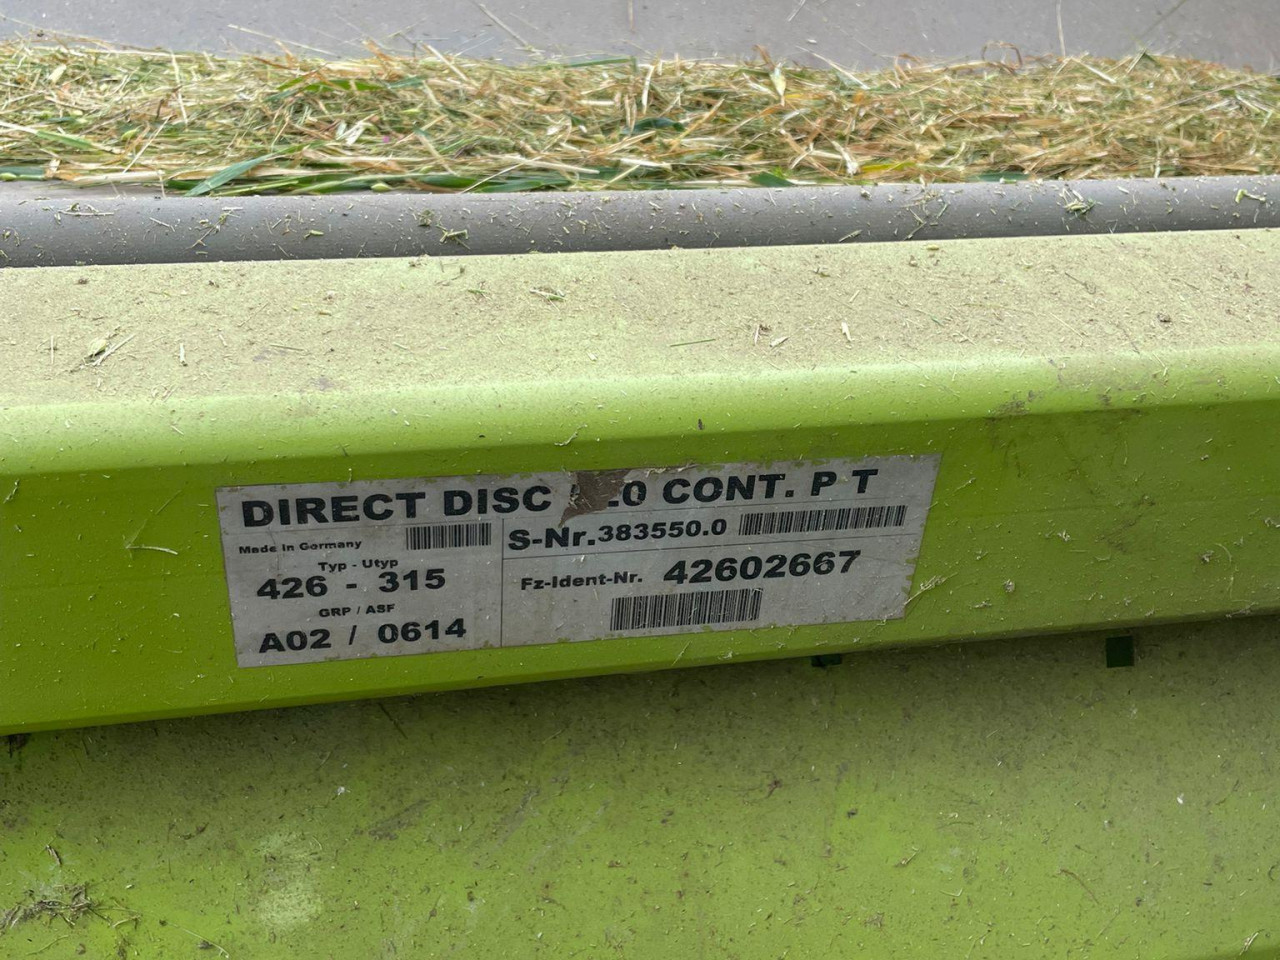 DIRECT DISC 0 CONT. P T
Made in Germany
S-Nr.383550.0
Typ - Utyp
426 - 315
Fz-Ident-Nr. 42602667
GRP / ASF
A02 / 0614